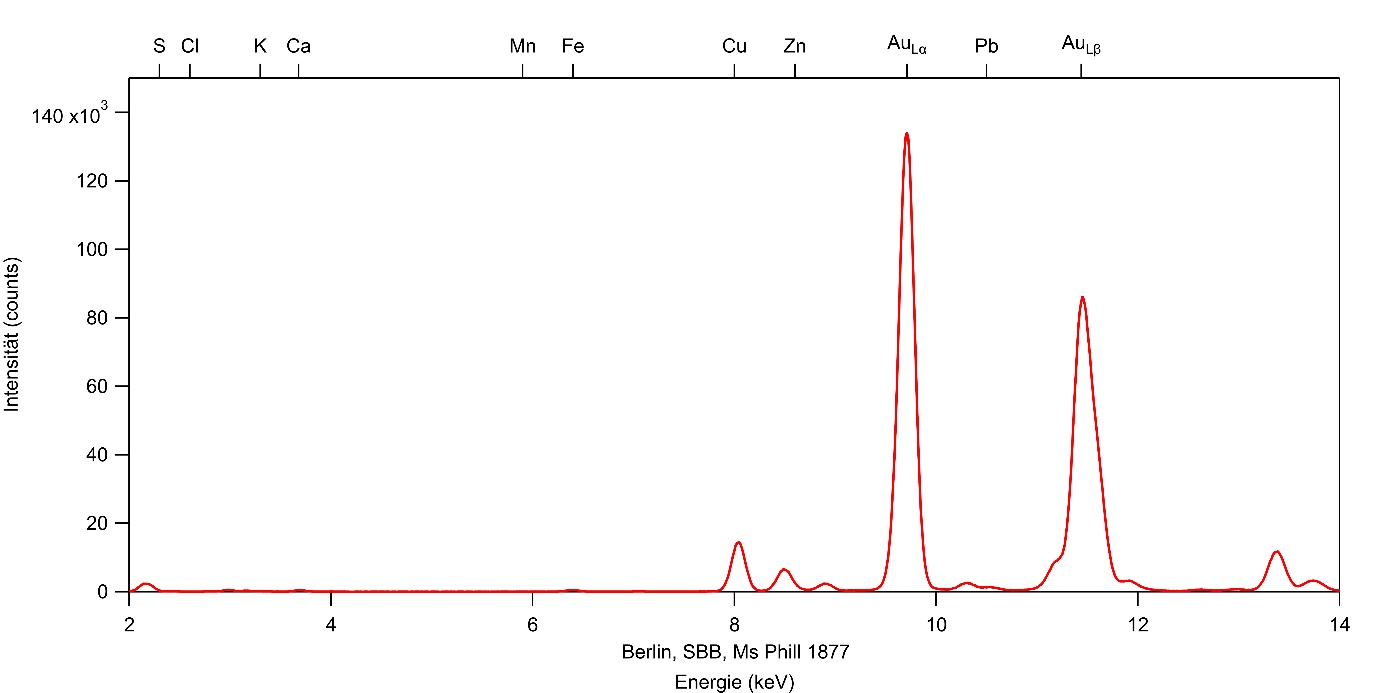 S Cl K Ca Mn Fe Cu Zn AuLα Pb AuLβ
140 x10³
120
100
80
60
40
20
0
Intensität (counts)
2 4 6 8 10 12 14
Berlin, SBB, Ms Phill 1877
Energie (keV)